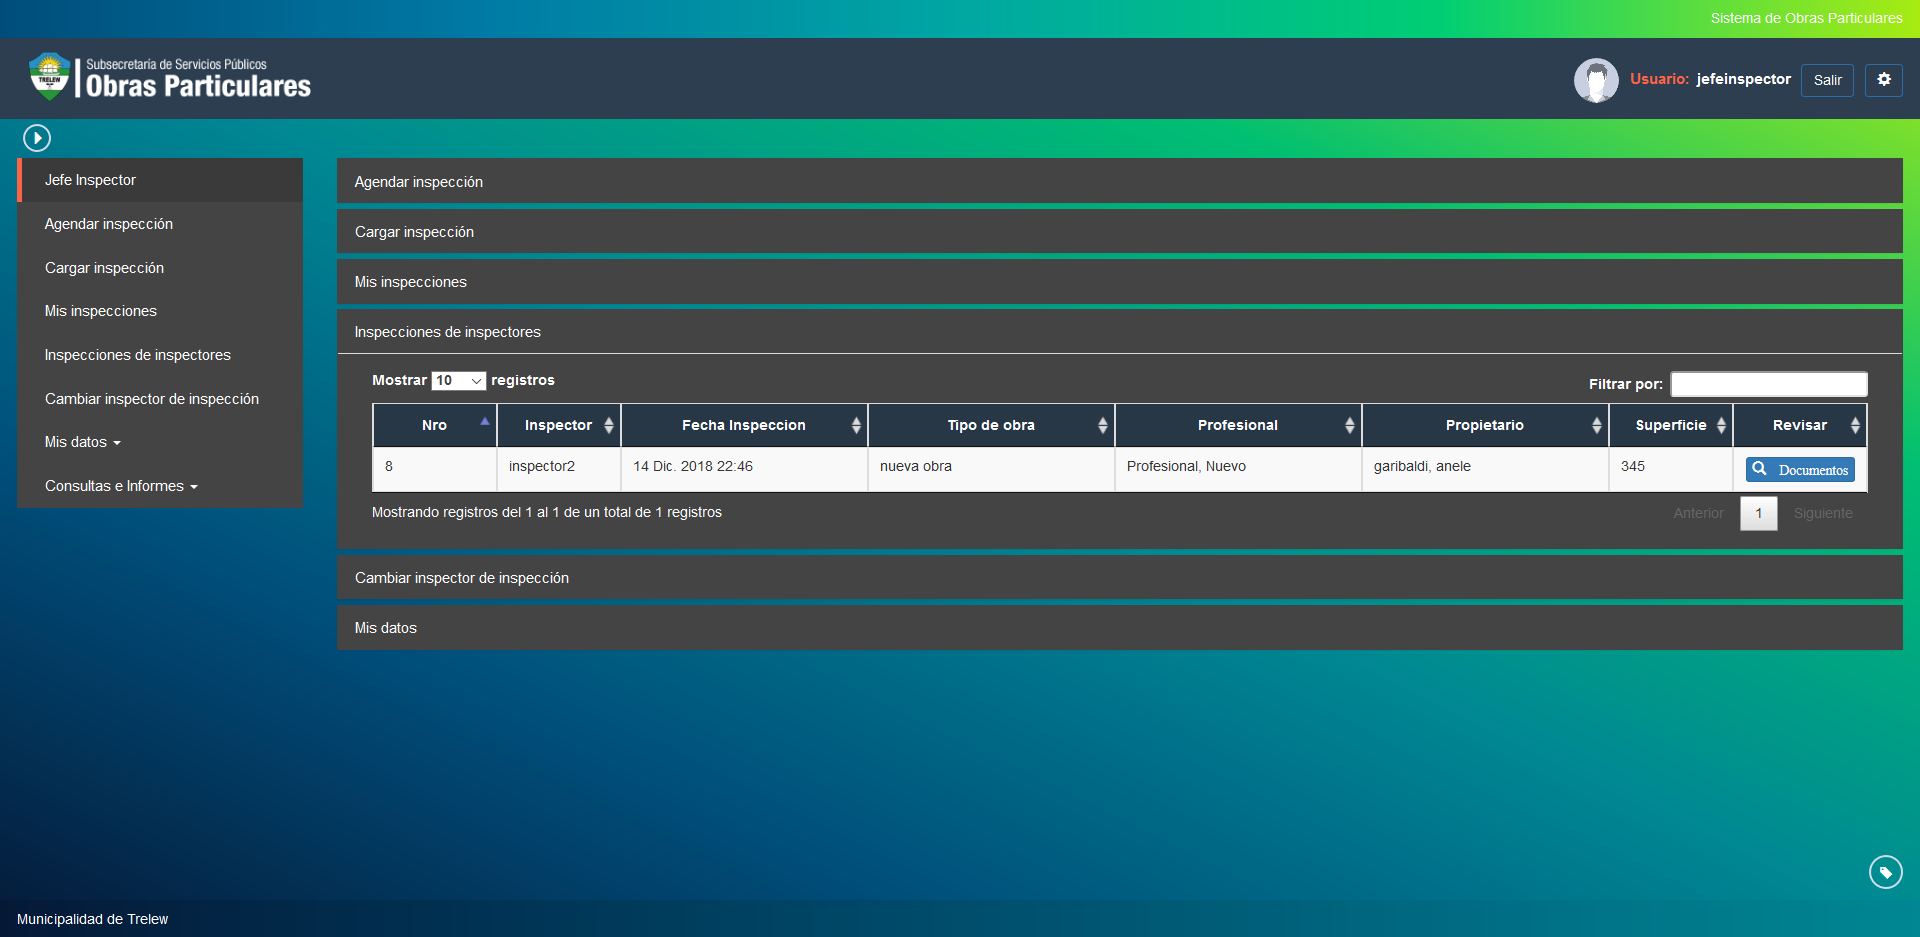 Sistema de Obras Particulares
TRELEW
Subsecretaría de Servicios Públicos
Obras Particulares
Usuario: jefeinspector
Salir
Jefe Inspector
Agendar inspección
Cargar inspección
Mis inspecciones
Inspecciones de inspectores
Cambiar inspector de inspección
Mis datos
Consultas e Informes
Agendar inspección
Cargar inspección
Mis inspecciones
Inspecciones de inspectores
Mostrar 10 registros
Filtrar por:
Nro Inspector Fecha Inspeccion Tipo de obra Profesional Propietario Superficie Revisar
8 inspector2 14 Dic. 2018 22:46 nueva obra Profesional, Nuevo garibaldi, anele 345 Documentos
Mostrando registros del 1 al 1 de un total de 1 registros
Anterior 1 Siguiente
Cambiar inspector de inspección
Mis datos
Municipalidad de Trelew